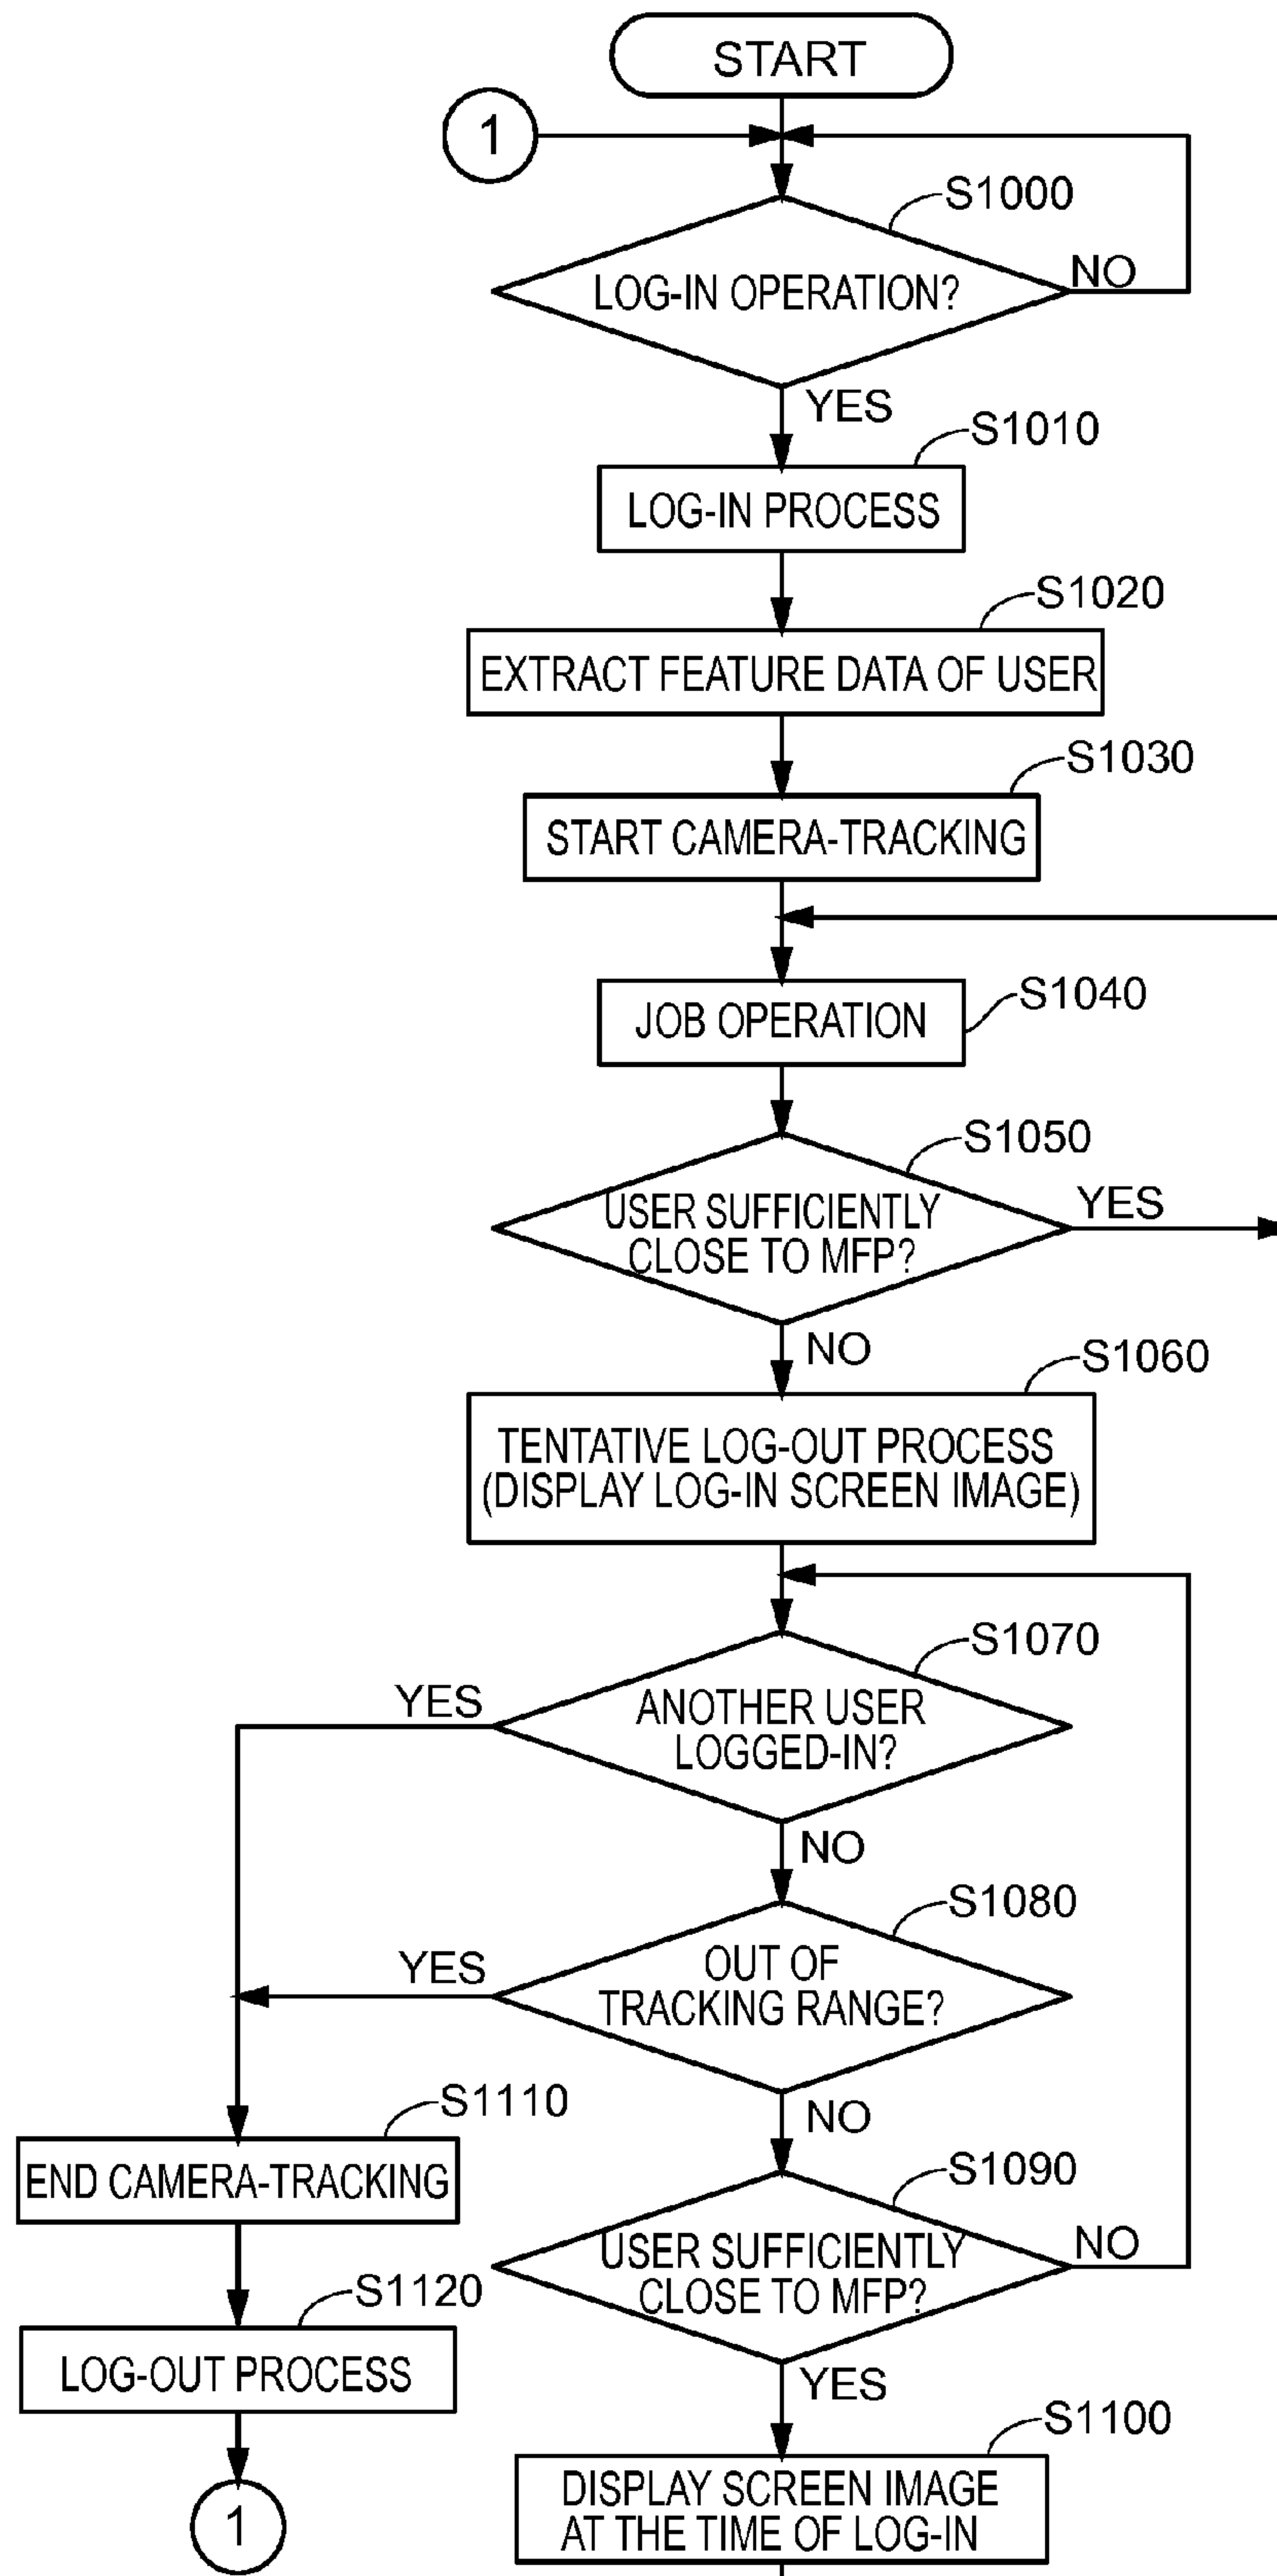 START
1
S1000
LOG-IN OPERATION?
NO
YES
S1010
LOG-IN PROCESS
S1020
EXTRACT FEATURE DATA OF USER
S1030
START CAMERA-TRACKING
JOB OPERATION
S1040
S1050
USER SUFFICIENTLY
CLOSE TO MFP?
YES
NO
S1060
TENTATIVE LOG-OUT PROCESS
(DISPLAY LOG-IN SCREEN IMAGE)
S1070
YES
ANOTHER USER
LOGGED-IN?
NO
S1080
YES
OUT OF
TRACKING RANGE?
NO
S1110
END CAMERA-TRACKING
S1090
USER SUFFICIENTLY
CLOSE TO MFP?
NO
S1120
LOG-OUT PROCESS
YES
S1100
DISPLAY SCREEN IMAGE
AT THE TIME OF LOG-IN
1